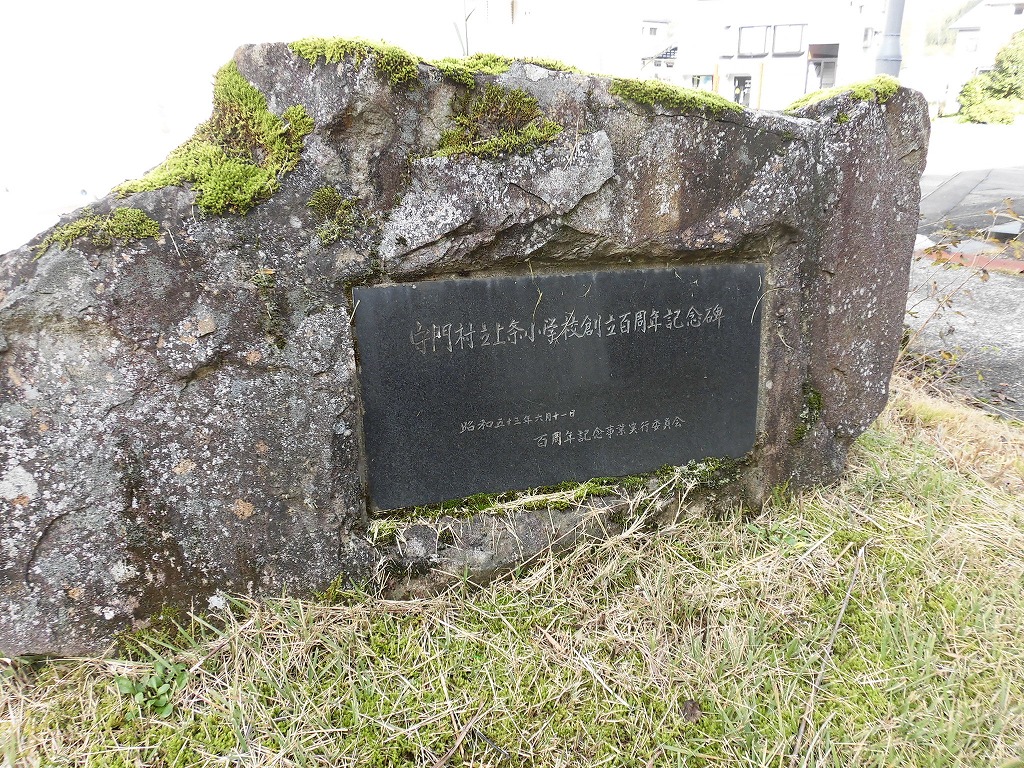 守門村立上条小学校創立百周年記念碑
昭和五十三年六月十一日
百周年記念事業実行委員会